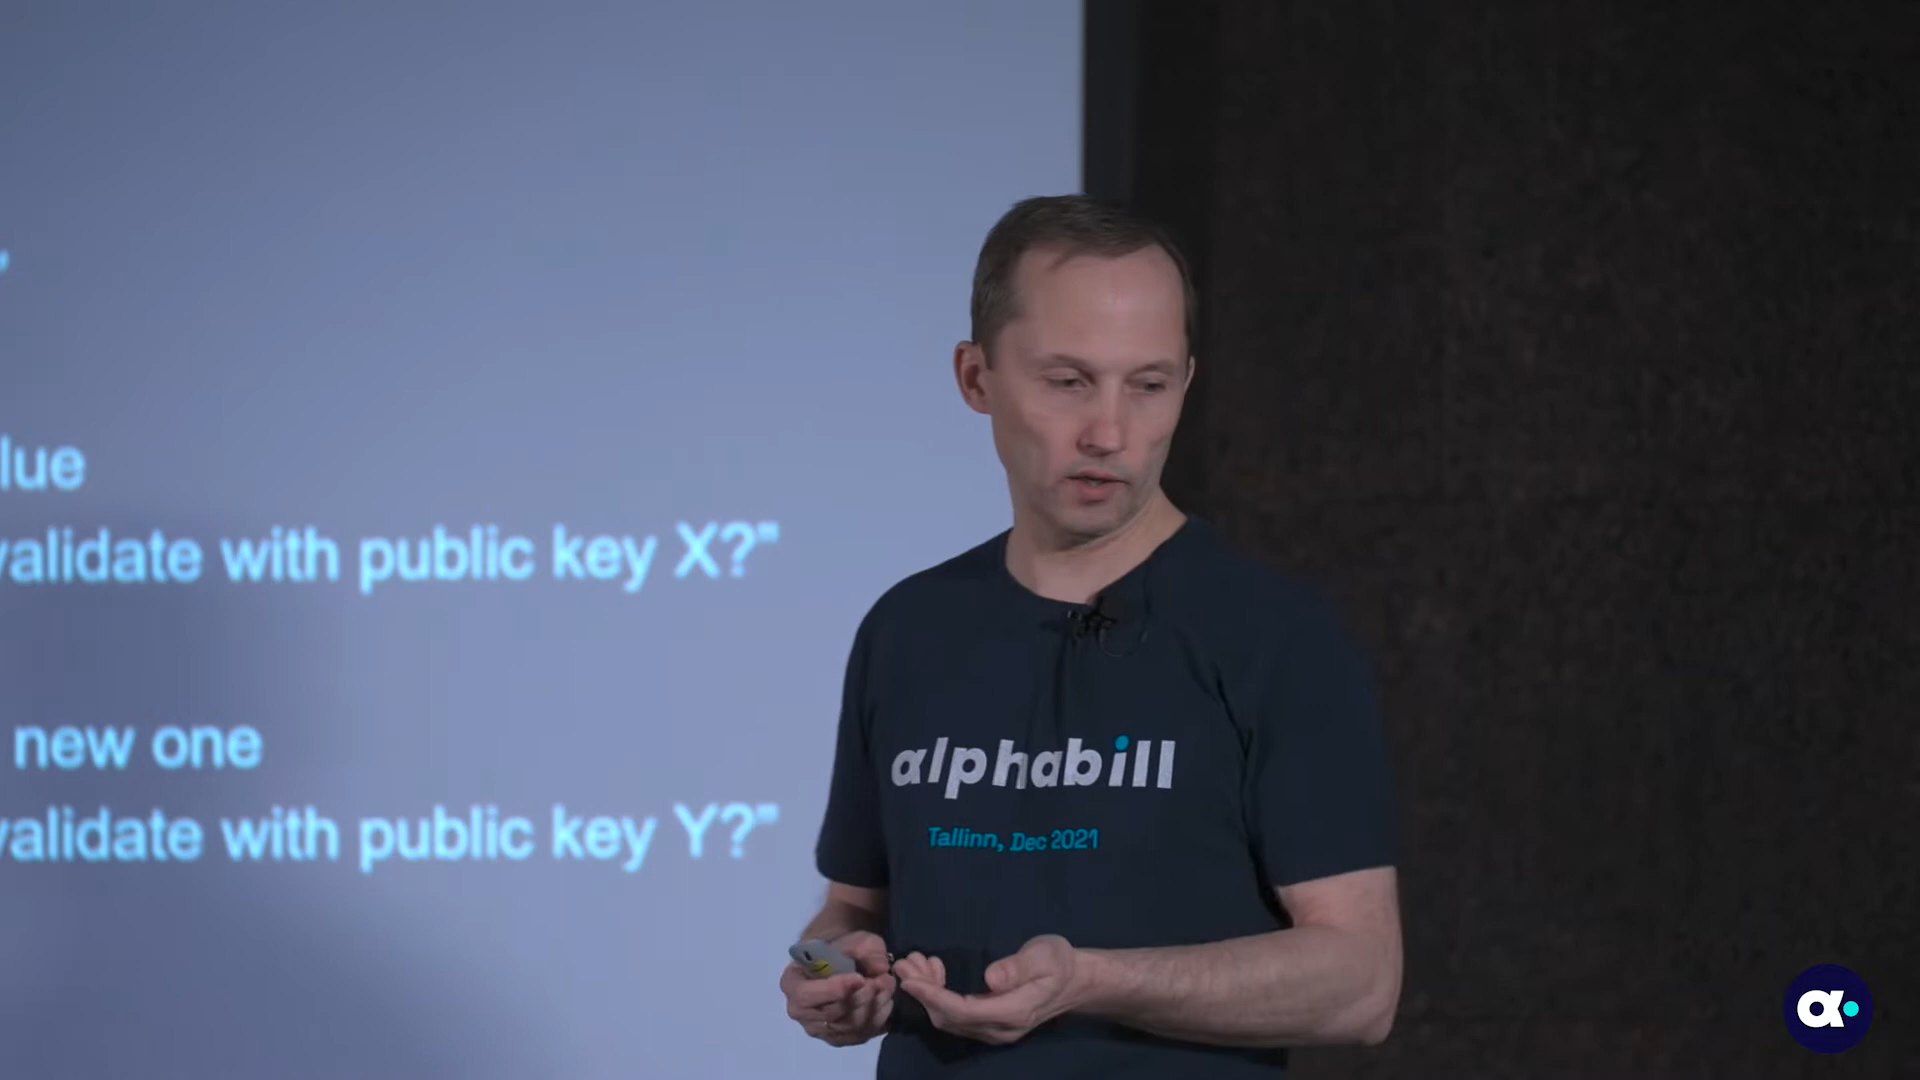 lue
validate with public key X?"
new one
validate with public key Y?"
alphabill
Tallinn, Dec 2021
α